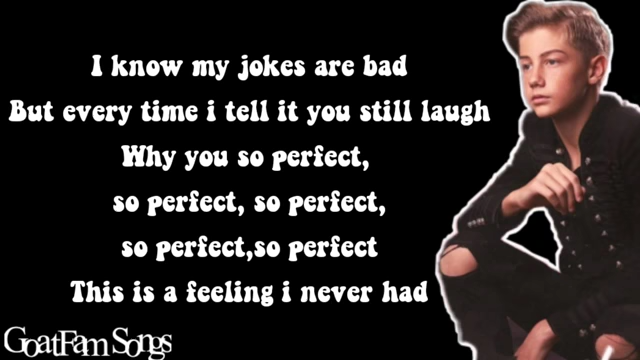 I know my jokes are bad
But every time i tell it you still laugh
Why you so perfect,
so perfect, so perfect,
so perfect,so perfect
This is a feeling i never had
GoatFam Songs